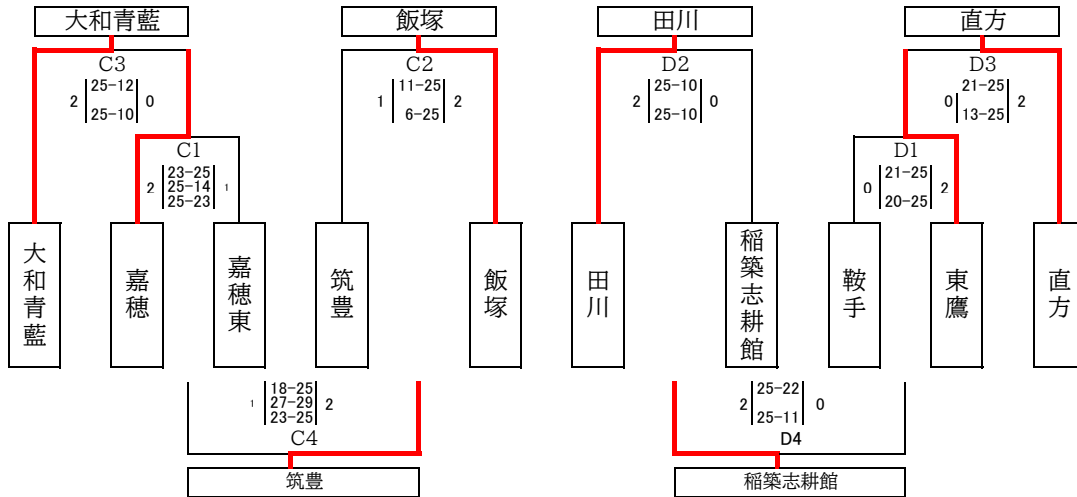 大和青藍
飯塚
田川
直方
C3
2 25-12 0
25-10
C2
1 11-25 2
6-25
D2
2 25-10 0
25-10
D3
0 21-25 2
13-25
C1
23-25
2 25-14 1
25-23
D1
21-25
0 2
20-25
大和青藍
嘉穂
嘉穂東
筑豊
飯塚
田川
稲築志耕館
鞍手
東鷹
直方
18-25
1 27-29 2
23-25
C4
筑豊
25-22
2 0
25-11
D4
稲築志耕館